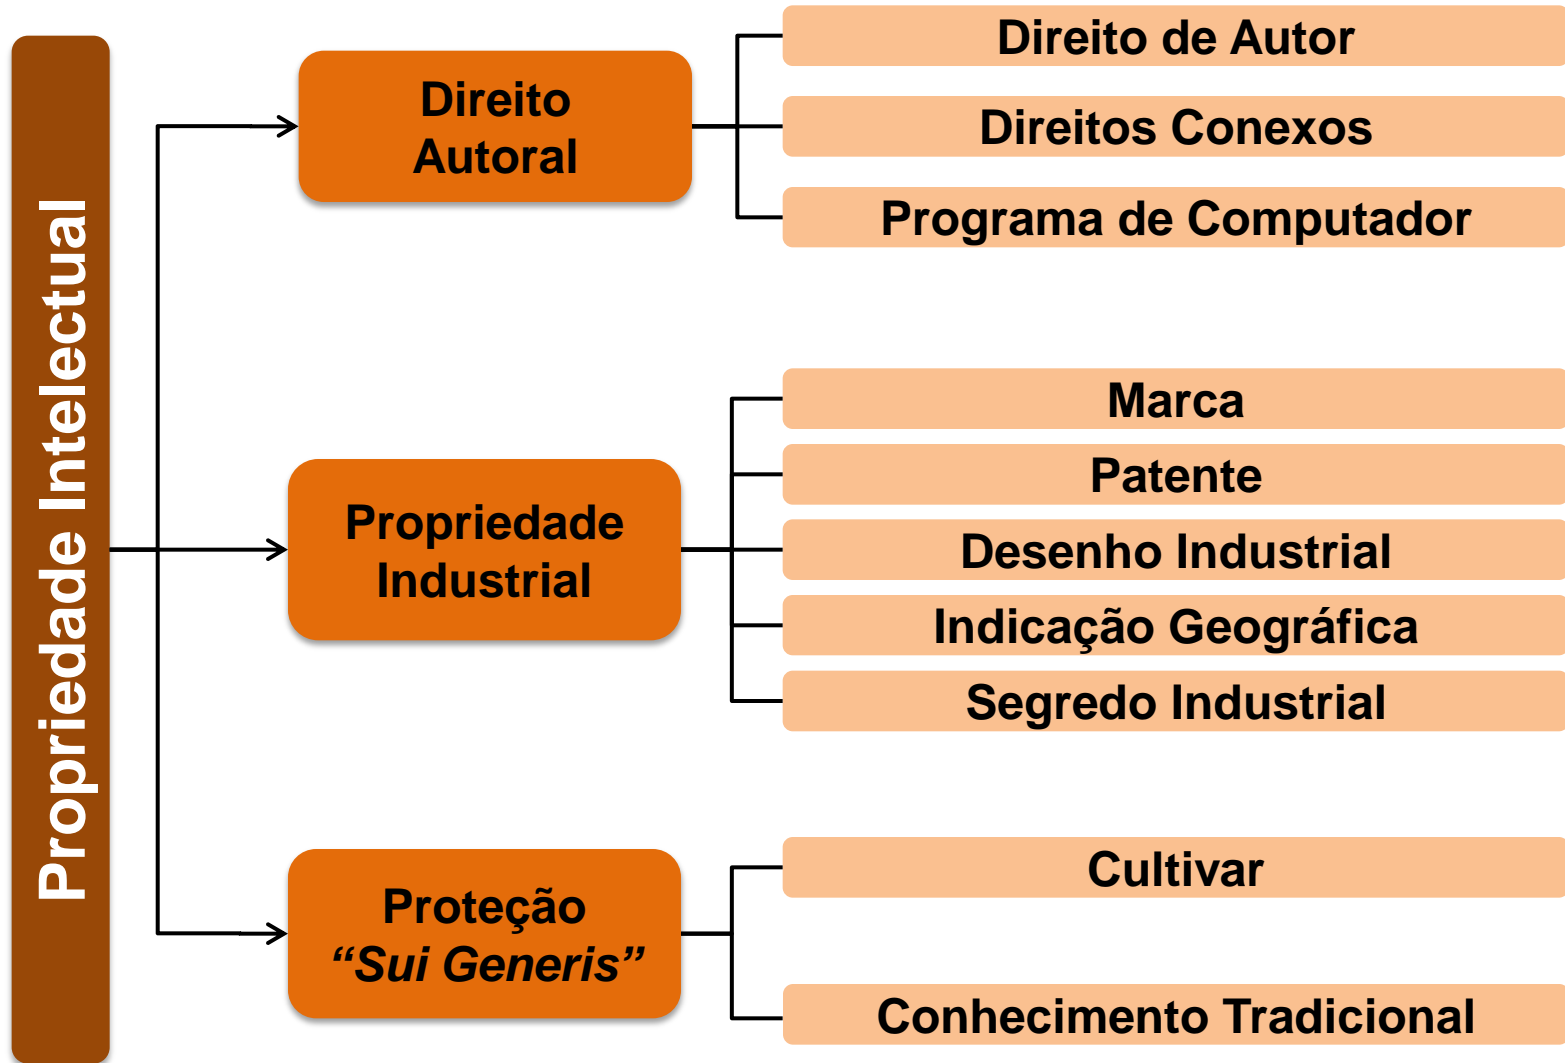 Propriedade Intelectual
Direito
Autoral
Direito de Autor
Direitos Conexos
Programa de Computador
Propriedade
Industrial
Marca
Patente
Desenho Industrial
Indicação Geográfica
Segredo Industrial
Proteção
“Sui Generis”
Cultivar
Conhecimento Tradicional